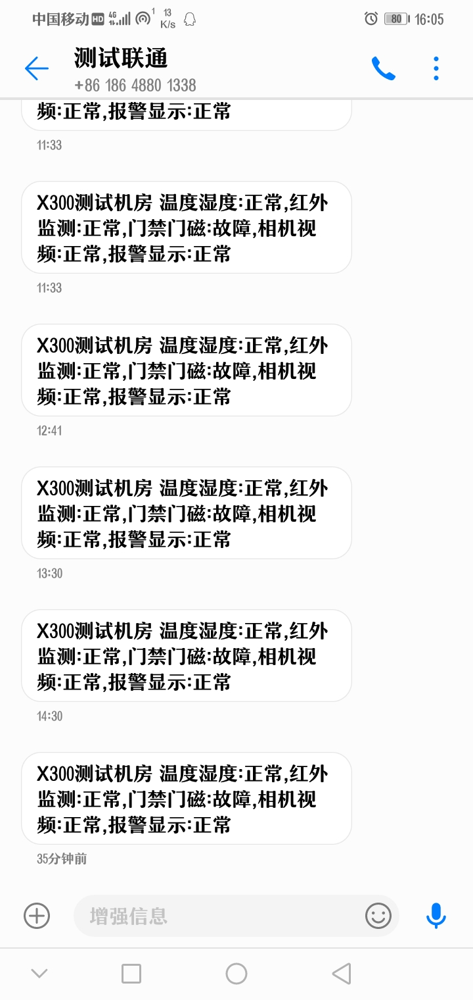 中国移动 HD 4G 1 13 K/s 80 16:05
测试联通
+86 186 4880 1338
频:正常,报警显示:正常
11:33
X300测试机房 温度湿度:正常,红外
监测:正常,门禁门磁:故障,相机视
频:正常,报警显示:正常
11:33
X300测试机房 温度湿度:正常,红外
监测:正常,门禁门磁:故障,相机视
频:正常,报警显示:正常
12:41
X300测试机房 温度湿度:正常,红外
监测:正常,门禁门磁:故障,相机视
频:正常,报警显示:正常
13:30
X300测试机房 温度湿度:正常,红外
监测:正常,门禁门磁:故障,相机视
频:正常,报警显示:正常
14:30
X300测试机房 温度湿度:正常,红外
监测:正常,门禁门磁:故障,相机视
频:正常,报警显示:正常
35分钟前
增强信息